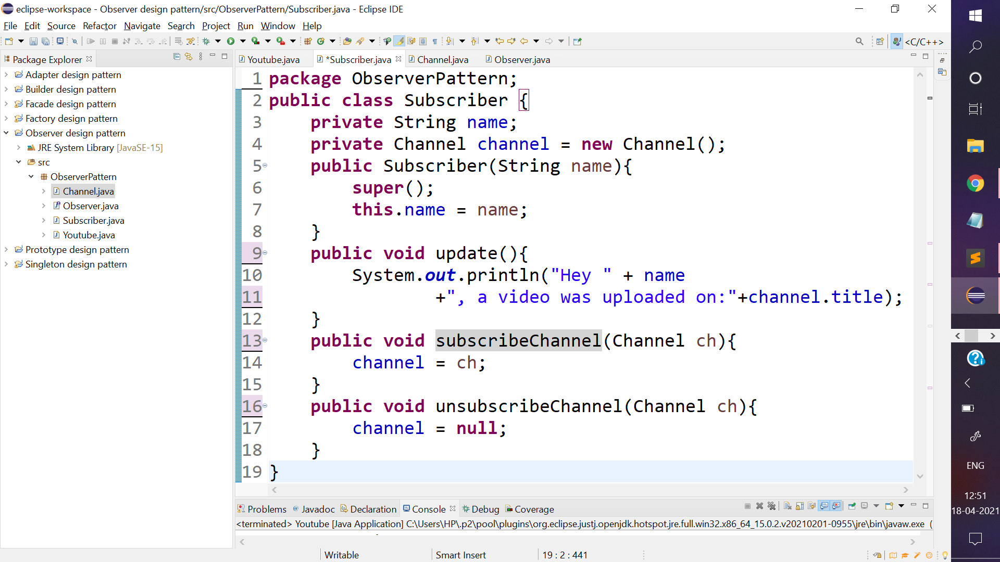 eclipse-workspace - Observer design pattern/src/ObserverPattern/Subscriber.java - Eclipse IDE
File Edit Source Refactor Navigate Search Project Run Window Help
<C/C++>
Package Explorer
Adapter design pattern
Builder design pattern
Facade design pattern
Factory design pattern
Observer design pattern
JRE System Library [JavaSE-15]
src
ObserverPattern
Channel.java
Observer.java
Subscriber.java
Youtube.java
Prototype design pattern
Singleton design pattern
Youtube.java *Subscriber.java Channel.java Observer.java
1 package ObserverPattern;
2 public class Subscriber {
3 private String name;
4 private Channel channel = new Channel();
5 public Subscriber(String name){
6 super();
7 this.name = name;
8 }
9 public void update(){
10 System.out.println("Hey " + name
11 +", a video was uploaded on:"+channel.title);
12 }
13 public void subscribeChannel(Channel ch){
14 channel = ch;
15 }
16 public void unsubscribeChannel(Channel ch){
17 channel = null;
18 }
19 }
Problems Javadoc Declaration Console Debug Coverage
<terminated> Youtube [Java Application] C:\Users\HP\.p2\pool\plugins\org.eclipse.justj.openjdk.hotspot.jre.full.win32.x86_64_15.0.2.v20210201-0955\jre\bin\javaw.exe (
Writable Smart Insert 19 : 2 : 441
ENG
12:51
18-04-2021